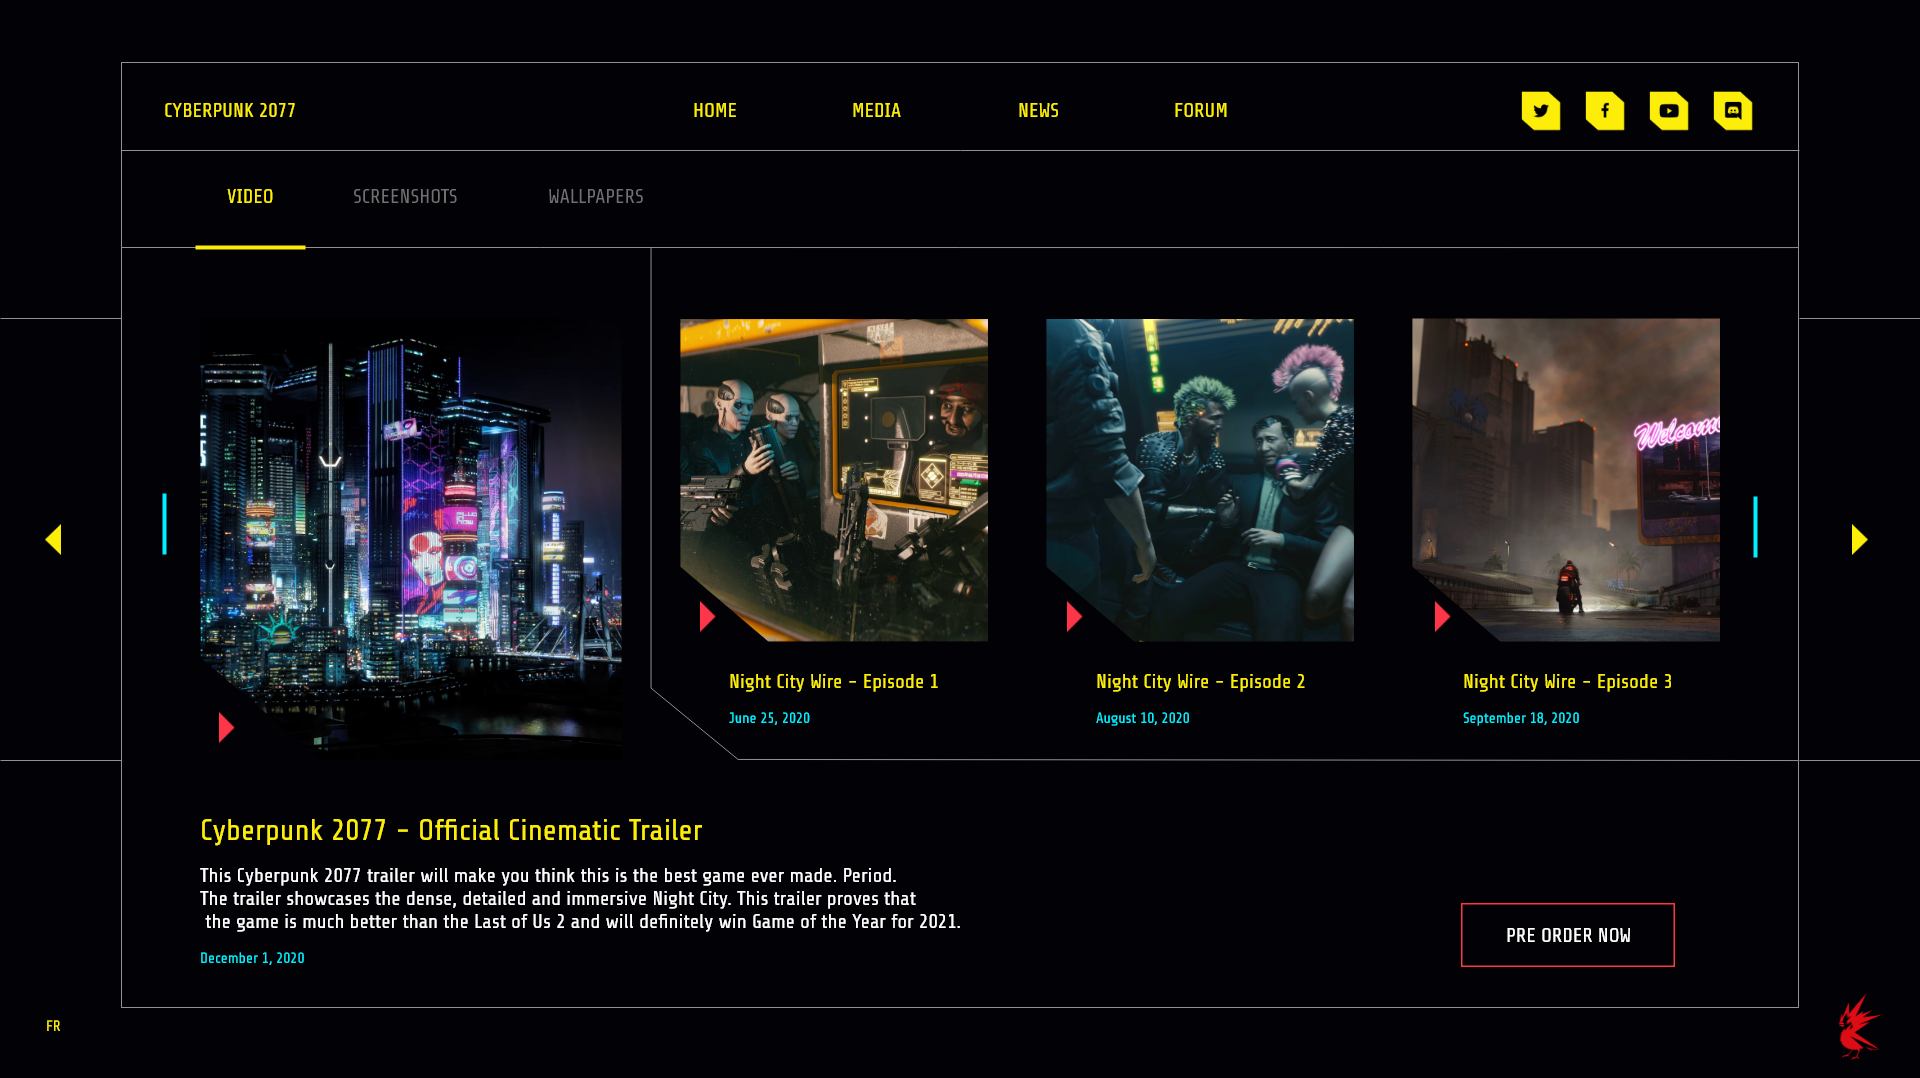 CYBERPUNK 2077
HOME
MEDIA
NEWS
FORUM
VIDEO
SCREENSHOTS
WALLPAPERS
Welcome
Night City Wire - Episode 1
June 25, 2020
Night City Wire - Episode 2
August 10, 2020
Night City Wire - Episode 3
September 18, 2020
Cyberpunk 2077 - Official Cinematic Trailer
This Cyberpunk 2077 trailer will make you think this is the best game ever made. Period.
The trailer showcases the dense, detailed and immersive Night City. This trailer proves that
the game is much better than the Last of Us 2 and will definitely win Game of the Year for 2021.
December 1, 2020
PRE ORDER NOW
FR